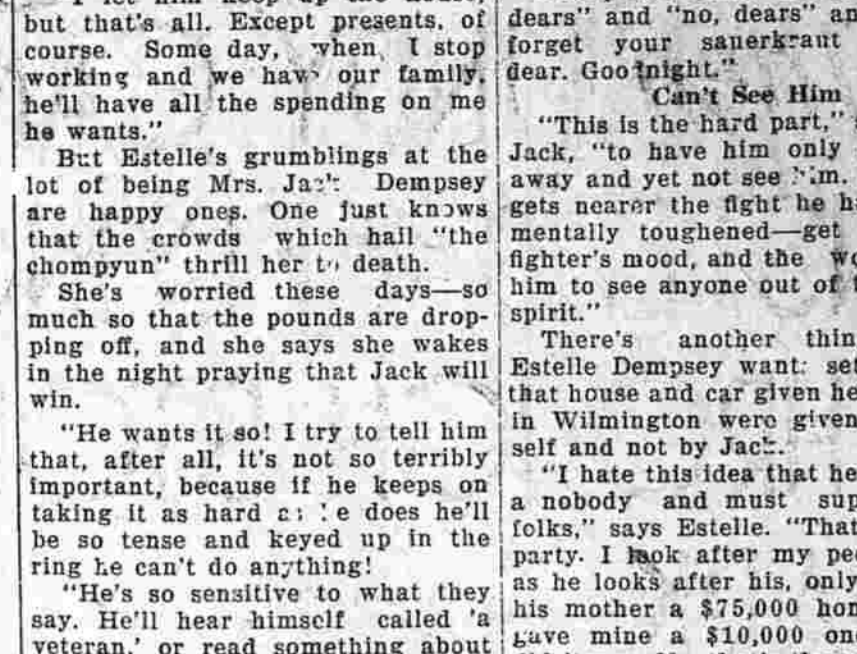 but that's all. Except presents, of
course. Some day, when I stop
working and we have our family,
he'll have all the spending on me
he wants."
But Estelle's grumblings at the
lot of being Mrs. Jack Dempsey
are happy ones. One just knows
that the crowds which hail "the
chompyun" thrill her to death.
She's worried these days—so
much so that the pounds are drop-
ping off, and she says she wakes
in the night praying that Jack will
win.
"He wants it so! I try to tell him
that, after all, it's not so terribly
important, because if he keeps on
taking it as hard as he does he'll
be so tense and keyed up in the
ring he can't do anything!
"He's so sensitive to what they
say. He'll hear himself called 'a
veteran,' or read something about
dears" and "no, dears"
forget your sauerkraut
dear. Goodnight."
Can't See Him
"This is the hard part,"
Jack, "to have him only
away and yet not see him.
gets nearer the fight he
mentally toughened—get
fighter's mood, and the
him to see anyone out of
spirit."
There's another
Estelle Dempsey
that house and car given
in Wilmington were given
self and not by Jack.
"I hate this idea that he
a nobody and must
folks," says Estelle. "That
party. I look after my
as he looks after his, only
his mother a $75,000
gave mine a $10,000